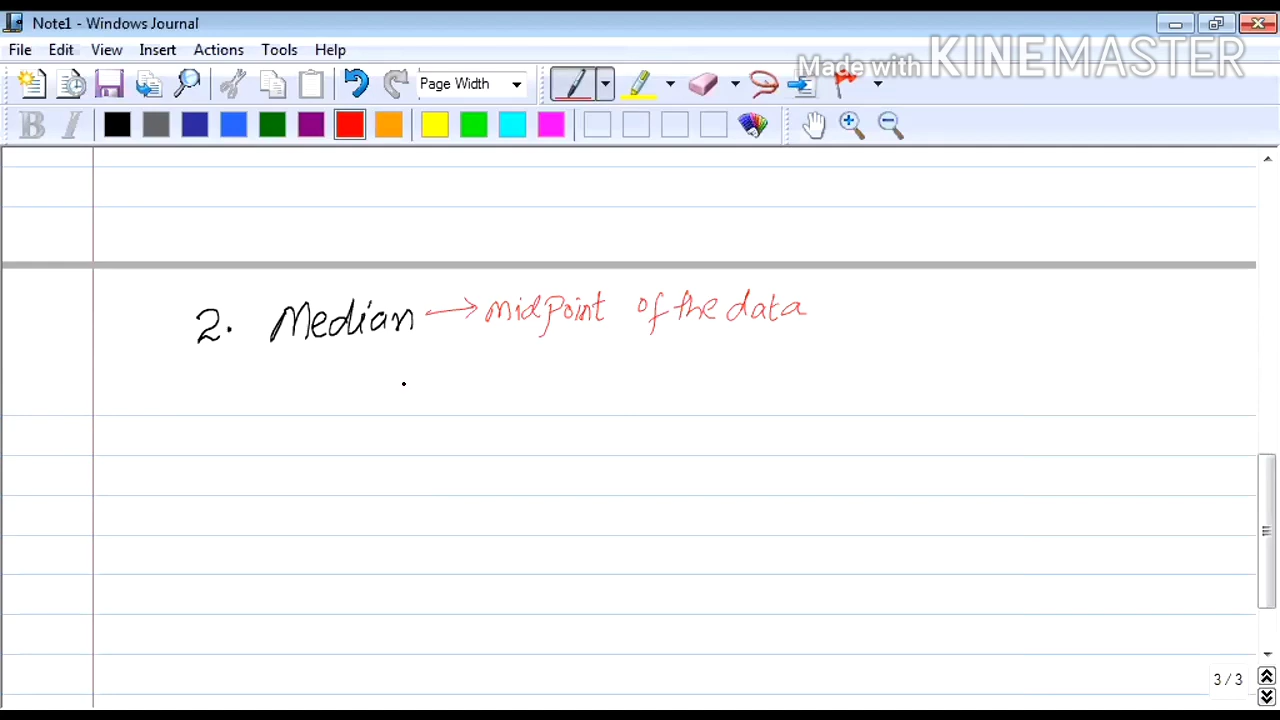 Note1 - Windows Journal
File Edit View Insert Actions Tools Help
Made with KINEMASTER
Page Width
B I
2. Median → midpoint of the data
3 / 3